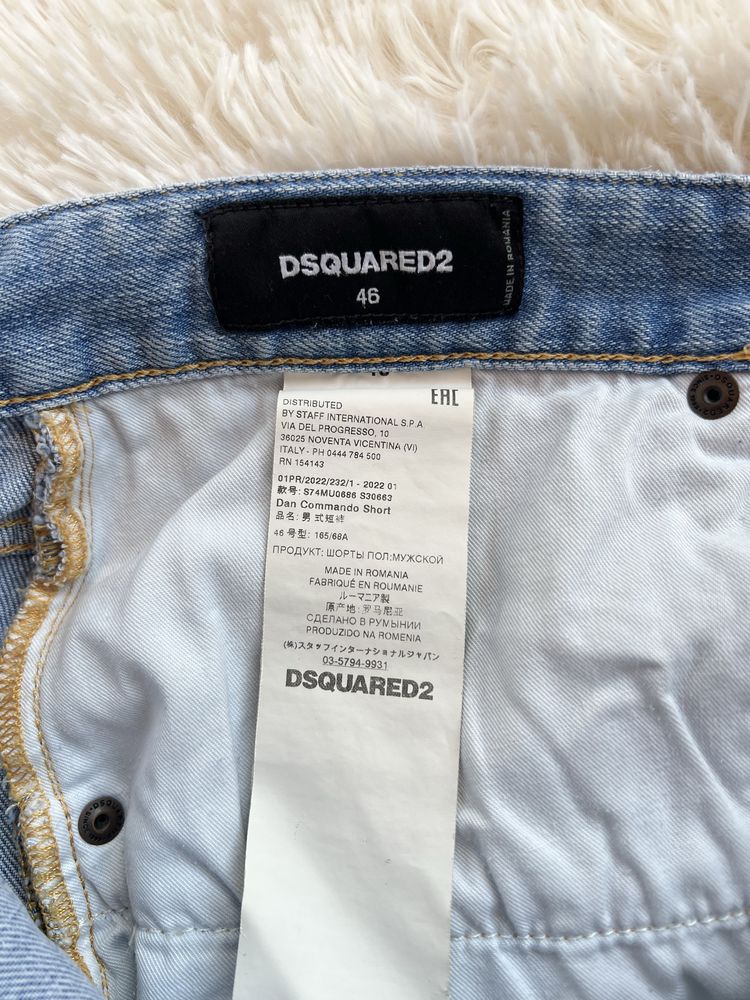 DSQUARED2
46
MADE IN ROMANIA
EAC
DISTRIBUTED
BY STAFF INTERNATIONAL S.P.A.
VIA DEL PROGRESSO, 10
36025 NOVENTA VICENTINA (VI)
ITALY - PH 0444 784 500
RN 154143
01PR/2022/232/1 - 2022 01
款号: S74MU0686 S30663
Dan Commando Short
品名: 男式短裤
46 号型: 165/68A
ПРОДУКТ: ШОРТЫ ПОЛ:МУЖСКОЙ
MADE IN ROMANIA
FABRIQUÉ EN ROUMANIE
ルーマニア製
原产地: 罗马尼亚
СДЕЛАНО В РУМЫНИИ
PRODUZIDO NA ROMENIA
(株)スタッフインターナショナルジャパン
03-5794-9931
DSQUARED2